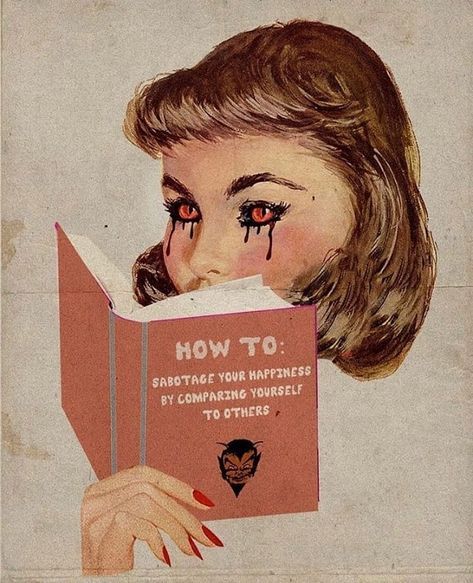 HOW TO:
SABOTAGE YOUR HAPPINESS
BY COMPARING YOURSELF
TO OTHERS